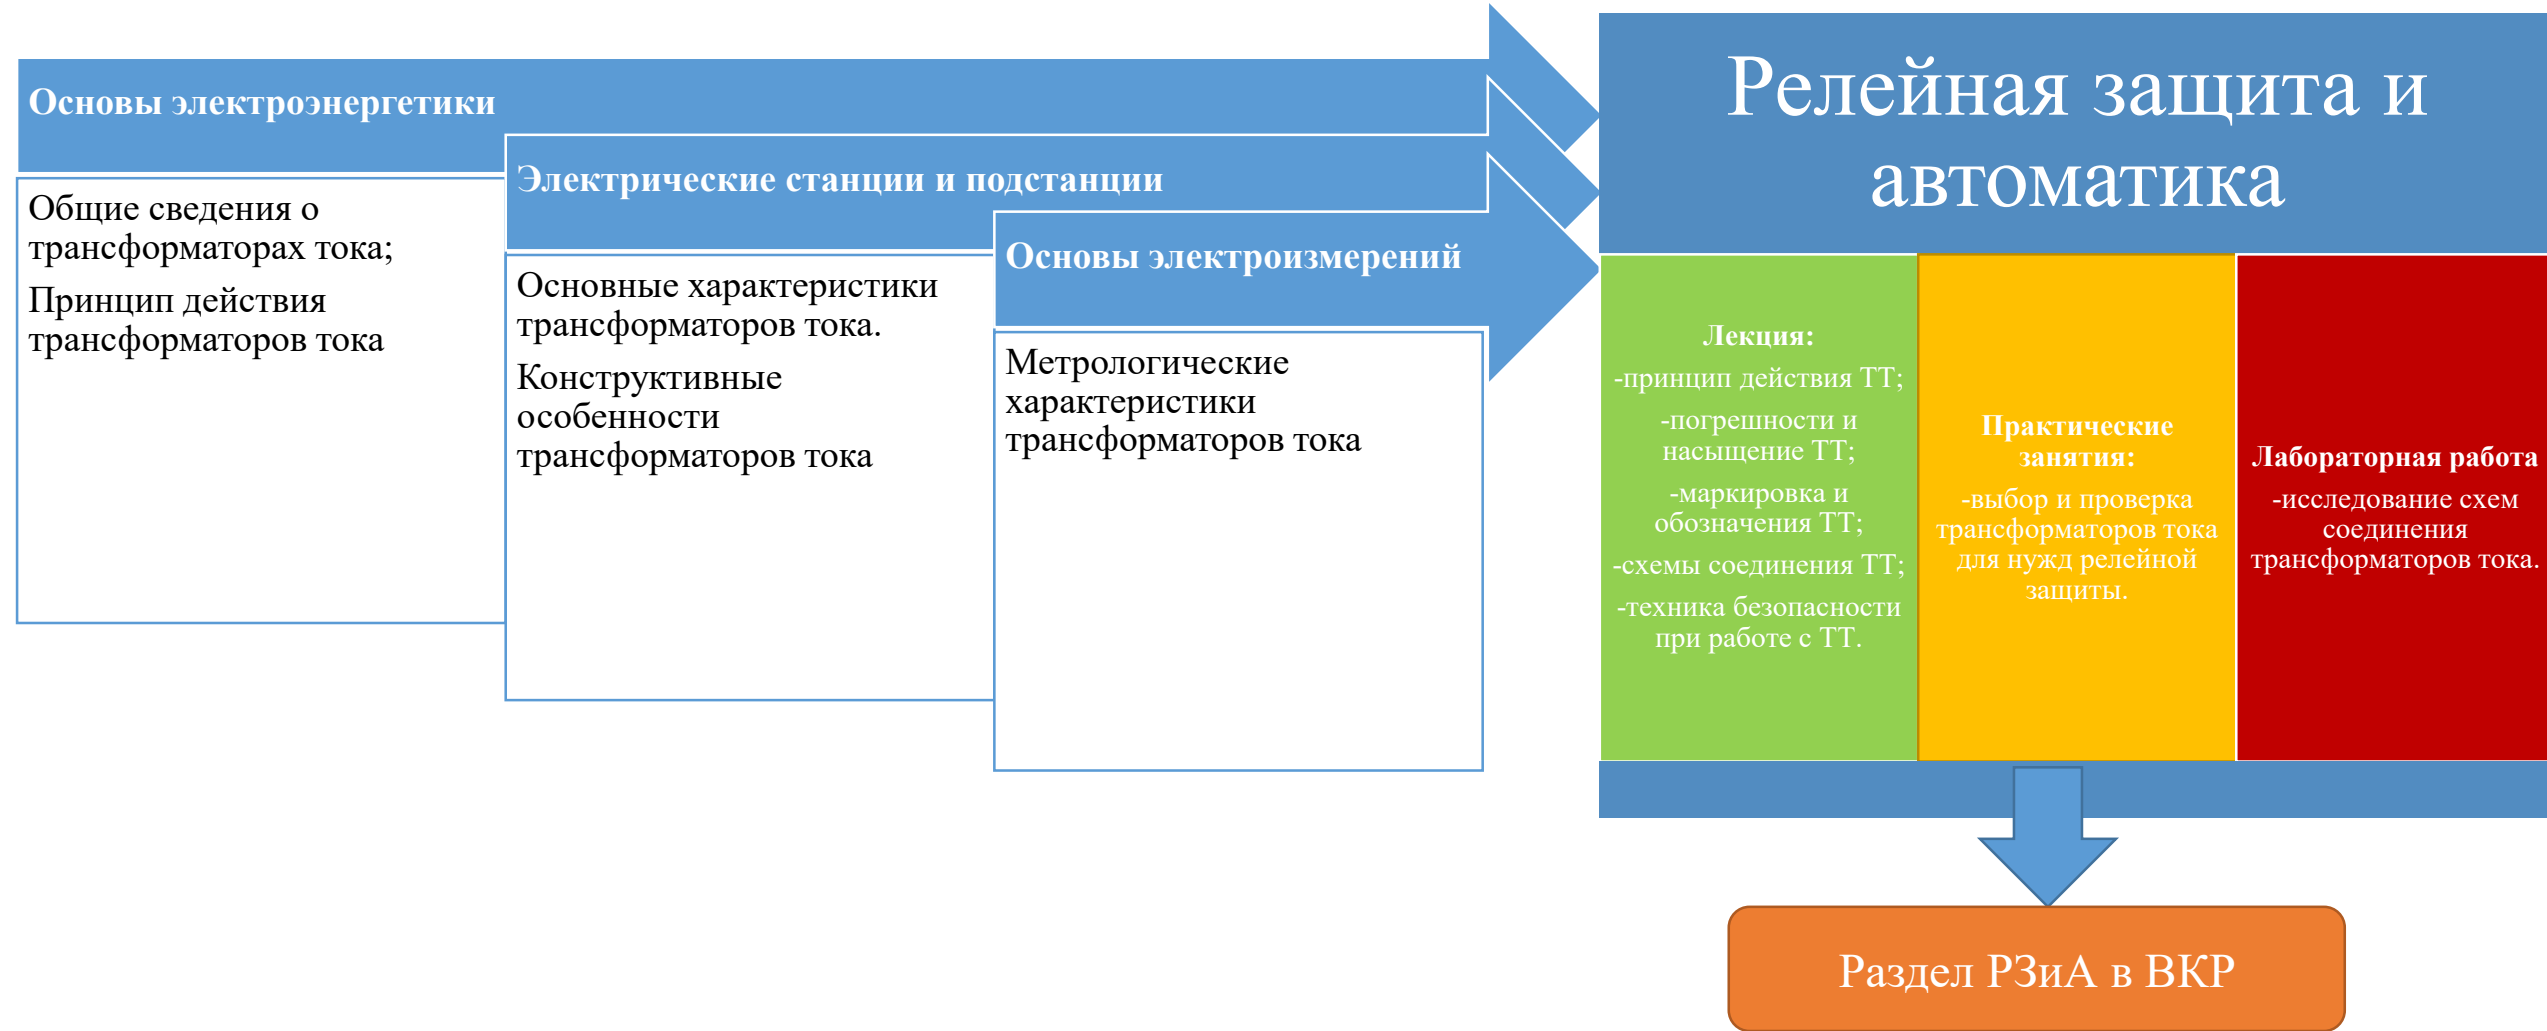 Основы электроэнергетики
Общие сведения о
трансформаторах тока;
Принцип действия
трансформаторов тока
Электрические станции и подстанции
Основные характеристики
трансформаторов тока.
Конструктивные
особенности
трансформаторов тока
Основы электроизмерений
Метрологические
характеристики
трансформаторов тока
Релейная защита и
автоматика
Лекция:
-принцип действия ТТ;
-погрешности и
насыщение ТТ;
-маркировка и
обозначения ТТ;
-схемы соединения ТТ;
-техника безопасности
при работе с ТТ.
Практические
занятия:
-выбор и проверка
трансформаторов тока
для нужд релейной
защиты.
Лабораторная работа
-исследование схем
соединения
трансформаторов тока.
Раздел РЗиА в ВКР